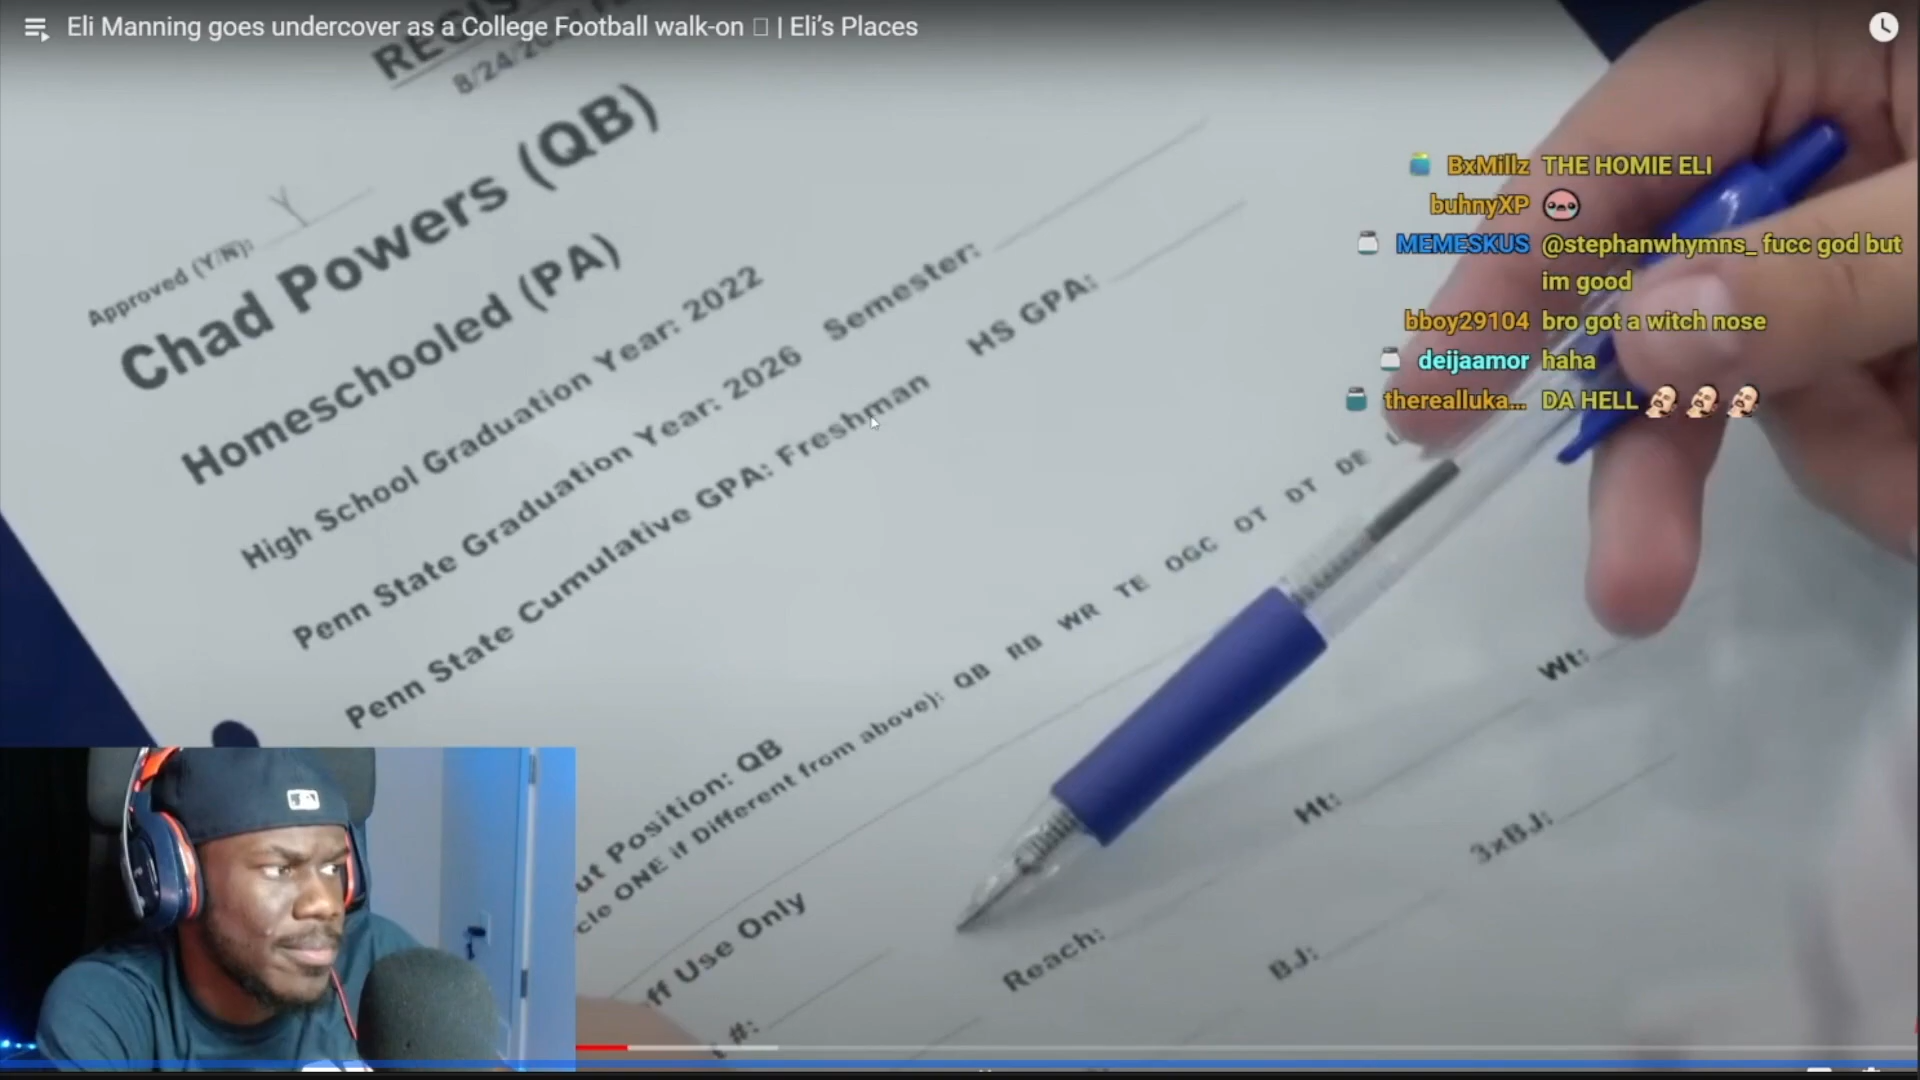 Eli Manning goes undercover as a College Football walk-on | Eli's Places
8/24/
Approved (Y/N): Y
Chad Powers (QB)
Homeschooled (PA)
High School Graduation Year: 2022
Penn State Graduation Year: 2026 Semester:
Penn State Cumulative GPA: Freshman HS GPA:
Position: QB
ONE if Different from above): QB RB WR TE OGC OT DT DE
Use Only
#:
Reach:
Ht:
Wt:
BJ:
3xBJ:
BxMillz THE HOMIE ELI
buhnyXP
MEMESKUS @stephanwhymns_ fucc god but
im good
bboy29104 bro got a witch nose
deijaamor haha
therealluka... DA HELL